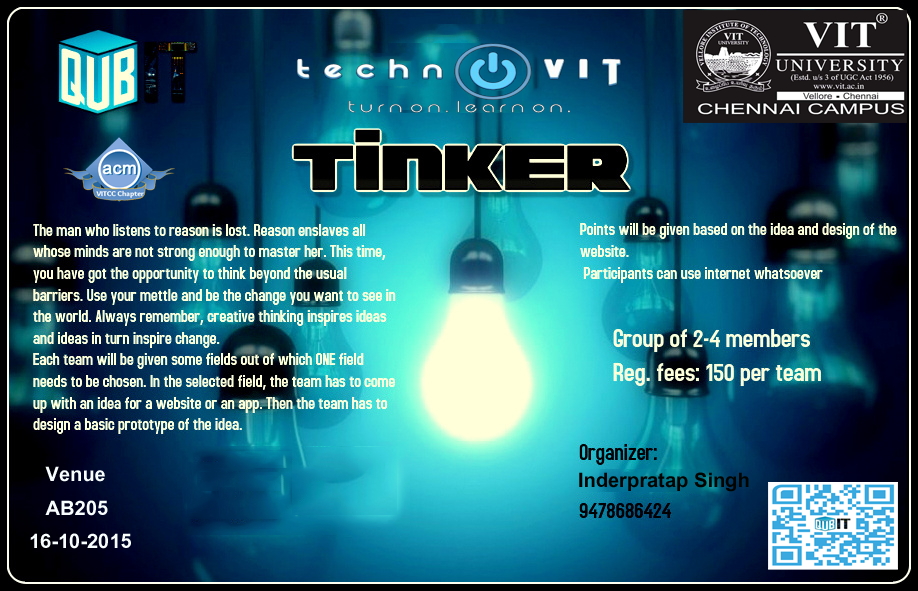 QUBIT
techn VIT
turn on. learn on.
VELLORE INSTITUTE OF TECHNOLOGY
VIT
UNIVERSITY
VIT®
UNIVERSITY
(Estd. u/s 3 of UGC Act 1956)
www.vit.ac.in
Vellore • Chennai
CHENNAI CAMPUS
acm
VITCC Chapter
TiNKER
The man who listens to reason is lost. Reason enslaves all
whose minds are not strong enough to master her. This time,
you have got the opportunity to think beyond the usual
barriers. Use your mettle and be the change you want to see in
the world. Always remember, creative thinking inspires ideas
and ideas in turn inspire change.
Each team will be given some fields out of which ONE field
needs to be chosen. In the selected field, the team has to come
up with an idea for a website or an app. Then the team has to
design a basic prototype of the idea.
Venue
AB205
16-10-2015
Points will be given based on the idea and design of the
website.
Participants can use internet whatsoever
Group of 2-4 members
Reg. fees: 150 per team
Organizer:
Inderpratap Singh
9478686424
QUBIT